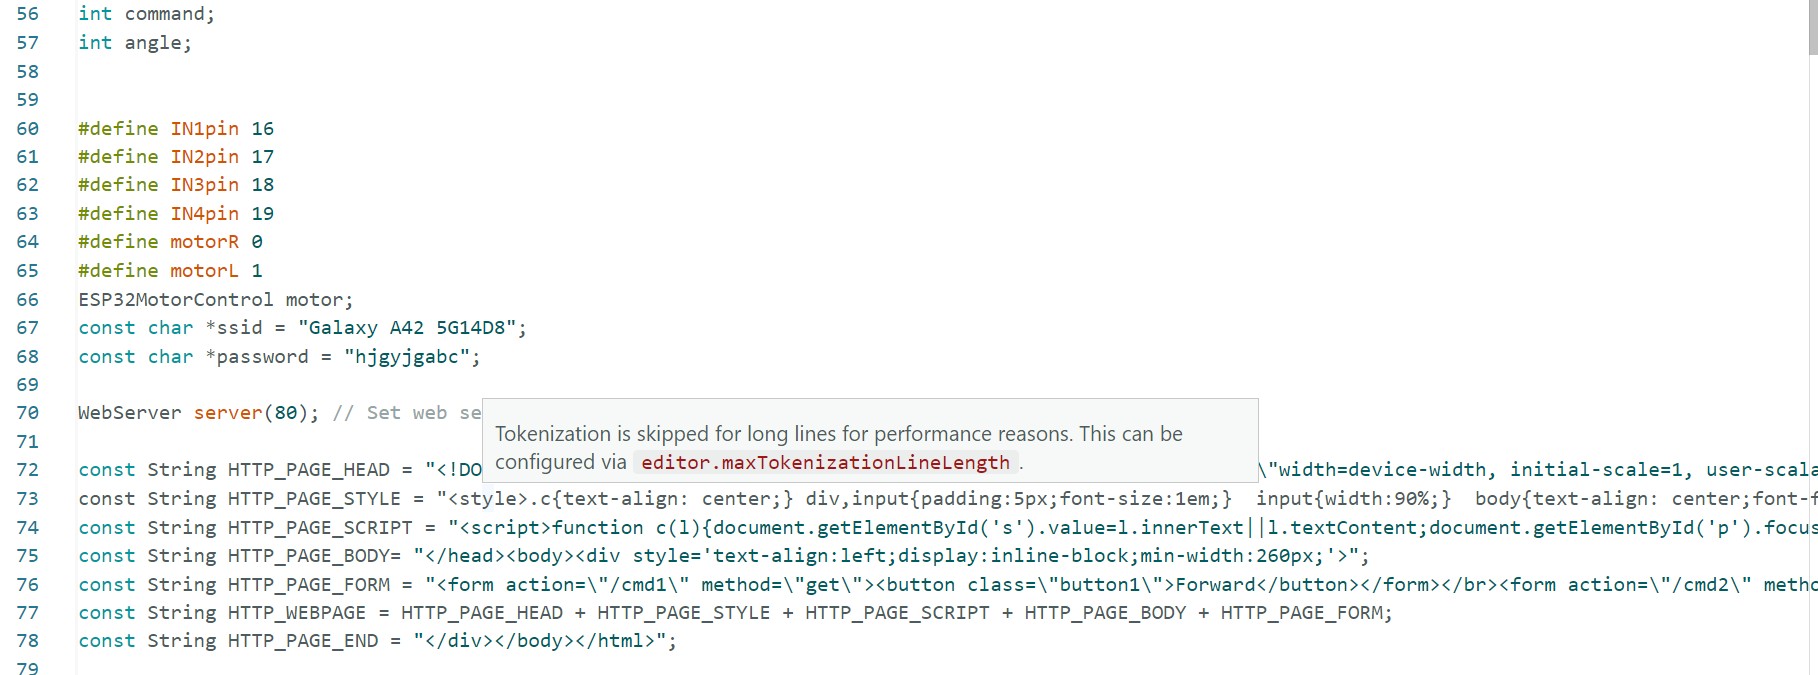 56 int command;
57 int angle;
58
59
60 #define IN1pin 16
61 #define IN2pin 17
62 #define IN3pin 18
63 #define IN4pin 19
64 #define motorR 0
65 #define motorL 1
66 ESP32MotorControl motor;
67 const char *ssid = "Galaxy A42 5G14D8";
68 const char *password = "hjgyjgabc";
69
70 WebServer server(80); // Set web se
71
Tokenization is skipped for long lines for performance reasons. This can be
configured via editor.maxTokenizationLineLength.
72 const String HTTP_PAGE_HEAD = "<!DO \"width=device-width, initial-scale=1, user-scala
73 const String HTTP_PAGE_STYLE = "<style>.c{text-align: center;} div,input{padding:5px;font-size:1em;}  input{width:90%;}  body{text-align: center;font-f
74 const String HTTP_PAGE_SCRIPT = "<script>function c(l){document.getElementById('s').value=l.innerText||l.textContent;document.getElementById('p').focus
75 const String HTTP_PAGE_BODY= "</head><body><div style='text-align:left;display:inline-block;min-width:260px;'>";
76 const String HTTP_PAGE_FORM = "<form action=\"/cmd1\" method=\"get\"><button class=\"button1\">Forward</button></form></br><form action=\"/cmd2\" metho
77 const String HTTP_WEBPAGE = HTTP_PAGE_HEAD + HTTP_PAGE_STYLE + HTTP_PAGE_SCRIPT + HTTP_PAGE_BODY + HTTP_PAGE_FORM;
78 const String HTTP_PAGE_END = "</div></body></html>";
79